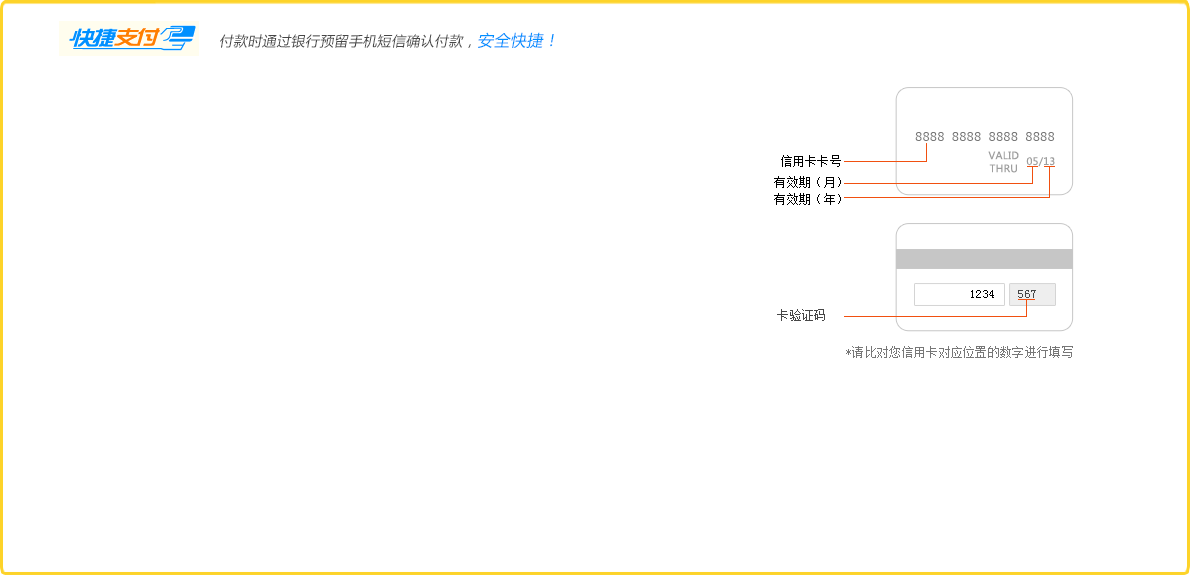 快捷支付
付款时通过银行预留手机短信确认付款，安全快捷！
8888 8888 8888 8888
信用卡卡号
VALID
THRU
05/13
有效期（月）
有效期（年）
1234
567
卡验证码
*请比对您信用卡对应位置的数字进行填写